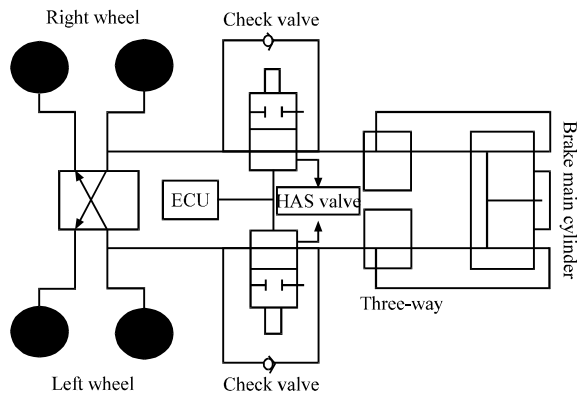 Right wheel
Check valve
ECU
HAS valve
Brake main cylinder
Three-way
Left wheel
Check valve